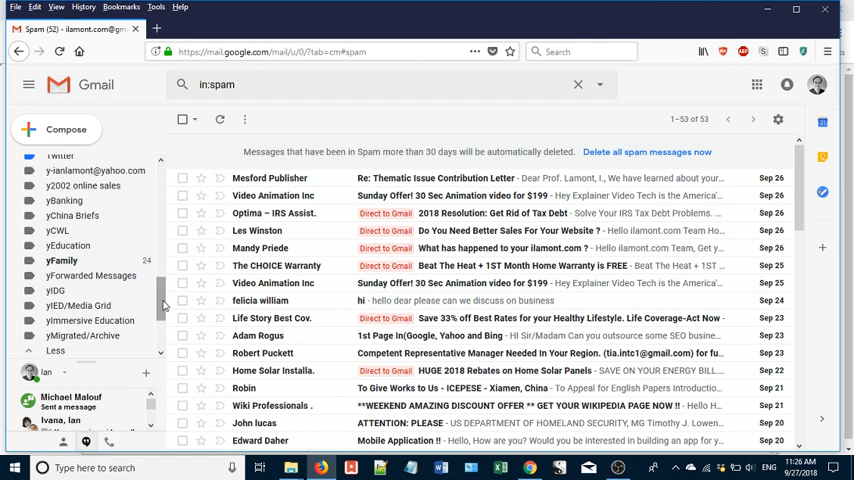 File Edit View History Bookmarks Tools Help
Spam (52) - ilamont.com@gm
https://mail.google.com/mail/u/0/?tab=cm#spam
Search
ABP
Gmail
in:spam
Compose
1–53 of 53
Messages that have been in Spam more than 30 days will be automatically deleted. Delete all spam messages now
Twitter
y-ianlamont@yahoo.com
y2002 online sales
yBanking
yChina Briefs
yCWL
yEducation
yFamily 24
yForwarded Messages
yIDG
yIED/Media Grid
yImmersive Education
yMigrated/Archive
Less
Mesford Publisher Re: Thematic Issue Contribution Letter - Dear Prof. Lamont, I., We have learned about your... Sep 26
Video Animation Inc Sunday Offer! 30 Sec Animation video for $199 - Hey Explainer Video Tech is the America'... Sep 26
Optima – IRS Assist. Direct to Gmail 2018 Resolution: Get Rid of Tax Debt - Solve Your IRS Tax Debt Problems. ... Sep 26
Les Winston Direct to Gmail Do You Need Better Sales For Your Website ? - Hello ilamont.com Team Ho... Sep 26
Mandy Priede Direct to Gmail What has happened to your ilamont.com ? - Hello ilamont.com Team, Get y... Sep 26
The CHOICE Warranty Direct to Gmail Beat The Heat + 1ST Month Home Warranty is FREE - Beat The Heat + 1ST ... Sep 25
Video Animation Inc Sunday Offer! 30 Sec Animation video for $199 - Hey Explainer Video Tech is the America'... Sep 25
felicia william hi - hello dear please can we discuss on business Sep 24
Life Story Best Cov. Direct to Gmail Save 33% off Best Rates for your Healthy Lifestyle. Life Coverage-Act Now - Sep 23
Adam Rogus 1st Page In(Google, Yahoo and Bing - HI Sir/Madam Can you outsource some SEO busine... Sep 23
Robert Puckett Competent Representative Manager Needed In Your Region. (tia.intc1@gmail.com) for fu... Sep 23
Home Solar Installa. Direct to Gmail HUGE 2018 Rebates on Home Solar Panels - SAVE ON YOUR ENERGY BILL... Sep 23
Robin To Give Works to Us - ICEPESE - Xiamen, China - To Appeal for English Papers Introductio... Sep 23
Wiki Professionals . **WEEKEND AMAZING DISCOUNT OFFER ** GET YOUR WIKIPEDIA PAGE NOW !! - Hello H... Sep 21
John lucas ATTENTION: PLEASE - US DEPARTMENT OF HOMELAND SECURITY, MG Timothy J. Lowen... Sep 20
Edward Daher Mobile Application !! - Hello, How are you? Would you be interested in building an app for y... Sep 20
Ian
Michael Malouf
Sent a message
Ivana, Ian
Type here to search
ENG
11:26 AM
9/27/2018